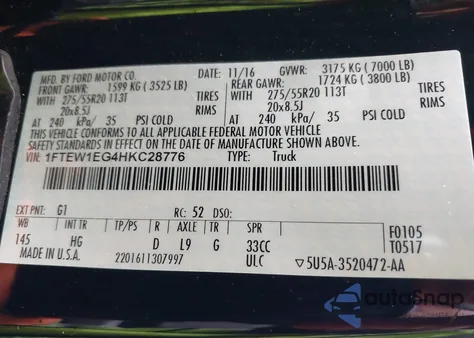 MFD. BY FORD MOTOR CO. DATE: 11/16 GVWR: 3175 KG ( 7000 LB)
FRONT GAWR: 1599 KG ( 3525 LB) REAR GAWR: 1724 KG ( 3800 LB)
WITH 275/55R20 113T TIRES WITH 275/55R20 113T TIRES
20x8.5J RIMS 20x8.5J RIMS
AT 240 kPa/ 35 PSI COLD AT 240 kPa/ 35 PSI COLD
THIS VEHICLE CONFORMS TO ALL APPLICABLE FEDERAL MOTOR VEHICLE
SAFETY STANDARDS IN EFFECT ON THE DATE OF MANUFACTURE SHOWN ABOVE.
VIN: 1FTEW1EG4HKC28776 TYPE: Truck
EXT PNT: G1 RC: 52 DSO:
WB INT TR TP/PS R AXLE TR SPR F0105
145 HG D L9 G 33CC T0517
MADE IN U.S.A. 2201611307997 ULC ▽5U5A-3520472-AA
autoSnap